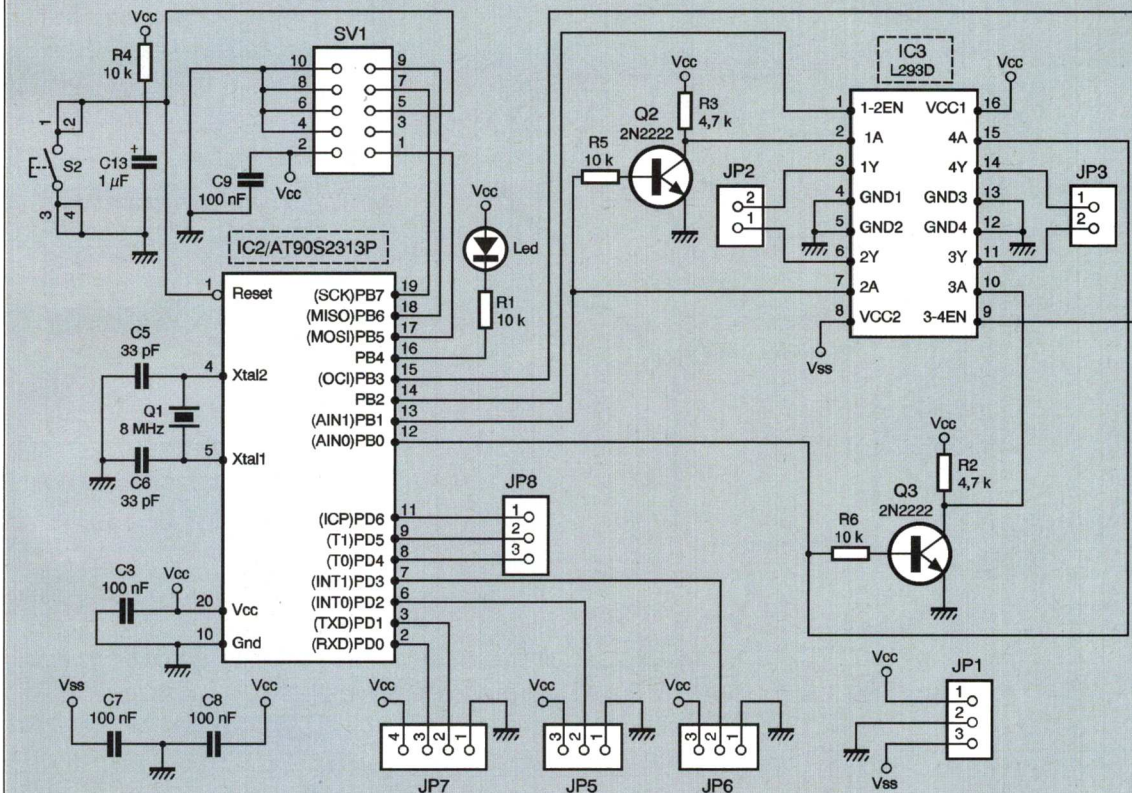 Vcc
R4
10 k
1
2
S2
3
4
+
C13
1 µF
SV1
10
8
6
4
2
9
7
5
3
1
C9
100 nF
Vcc
Vcc
Led
R1
10 k
IC2/AT90S2313P
1
Reset
4
Xtal2
5
Xtal1
20
Vcc
10
Gnd
(SCK)PB7
19
(MISO)PB6
18
(MOSI)PB5
17
PB4
16
(OCI)PB3
15
PB2
14
(AIN1)PB1
13
(AIN0)PB0
12
(ICP)PD6
11
(T1)PD5
9
(T0)PD4
8
(INT1)PD3
7
(INT0)PD2
6
(TXD)PD1
3
(RXD)PD0
2
C5
33 pF
Q1
8 MHz
C6
33 pF
C3
100 nF
Vcc
Vss
C7
100 nF
C8
100 nF
Vcc
JP8
1
2
3
Vcc
4
3
2
1
JP7
Vcc
3
2
1
JP5
Vcc
3
2
1
JP6
Vcc
R3
4,7 k
Q2
2N2222
R5
10 k
JP2
2
1
IC3
L293D
1
1-2EN
2
1A
3
1Y
4
GND1
5
GND2
6
2Y
7
2A
8
VCC2
VCC1
16
4A
15
4Y
14
GND3
13
GND4
12
3Y
11
3A
10
3-4EN
9
Vcc
Vss
JP3
1
2
Vcc
R2
4,7 k
Q3
2N2222
R6
10 k
Vcc
JP1
1
2
3
Vss